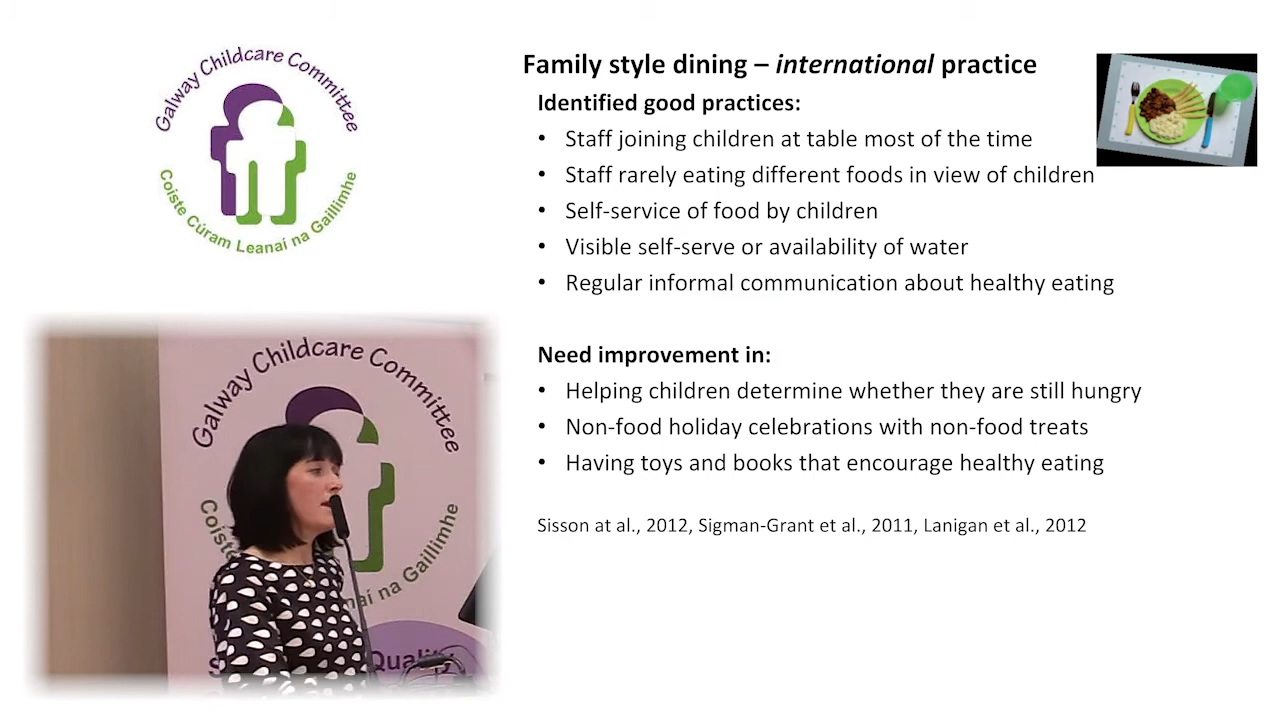 Galway Childcare Committee
Coiste Cúram Leanaí na Gaillimhe
Family style dining – international practice
Identified good practices:
• Staff joining children at table most of the time
• Staff rarely eating different foods in view of children
• Self-service of food by children
• Visible self-serve or availability of water
• Regular informal communication about healthy eating
Need improvement in:
• Helping children determine whether they are still hungry
• Non-food holiday celebrations with non-food treats
• Having toys and books that encourage healthy eating
Sisson at al., 2012, Sigman-Grant et al., 2011, Lanigan et al., 2012
Galway Childcare Committee
na Gaillimhe
Quality